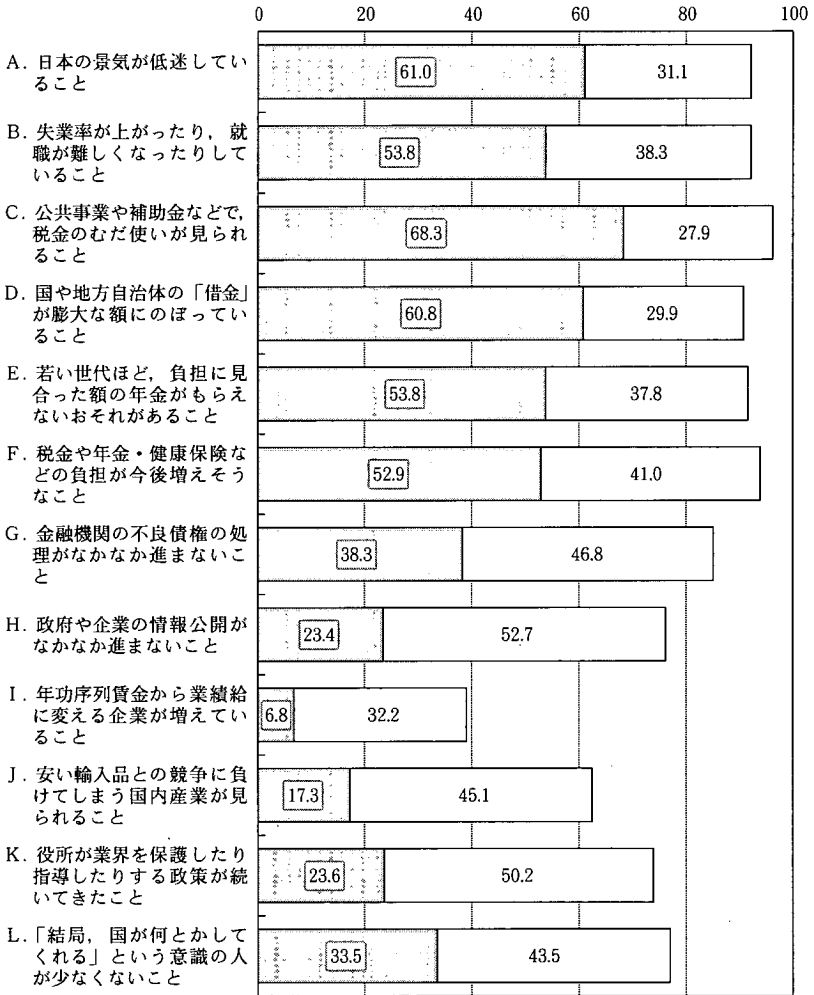 0 20 40 60 80 100
A. 日本の景気が低迷してい
ること
61.0 31.1
B. 失業率が上がったり，就
職が難しくなったりして
いること
53.8 38.3
C. 公共事業や補助金などで,
税金のむだ使いが見られ
ること
68.3 27.9
D. 国や地方自治体の「借金」
が膨大な額にのぼってい
ること
60.8 29.9
E. 若い世代ほど，負担に見
合った額の年金がもらえ
ないおそれがあること
53.8 37.8
F. 税金や年金・健康保険な
どの負担が今後増えそう
なこと
52.9 41.0
G. 金融機関の不良債権の処
理がなかなか進まないこ
と
38.3 46.8
H. 政府や企業の情報公開が
なかなか進まないこと
23.4 52.7
I. 年功序列賃金から業績給
に変える企業が増えてい
ること
6.8 32.2
J. 安い輸入品との競争に負
けてしまう国内産業が見
られること
17.3 45.1
K. 役所が業界を保護したり
指導したりする政策が続
いてきたこと
23.6 50.2
L.「結局，国が何とかして
くれる」という意識の人
が少なくないこと
33.5 43.5